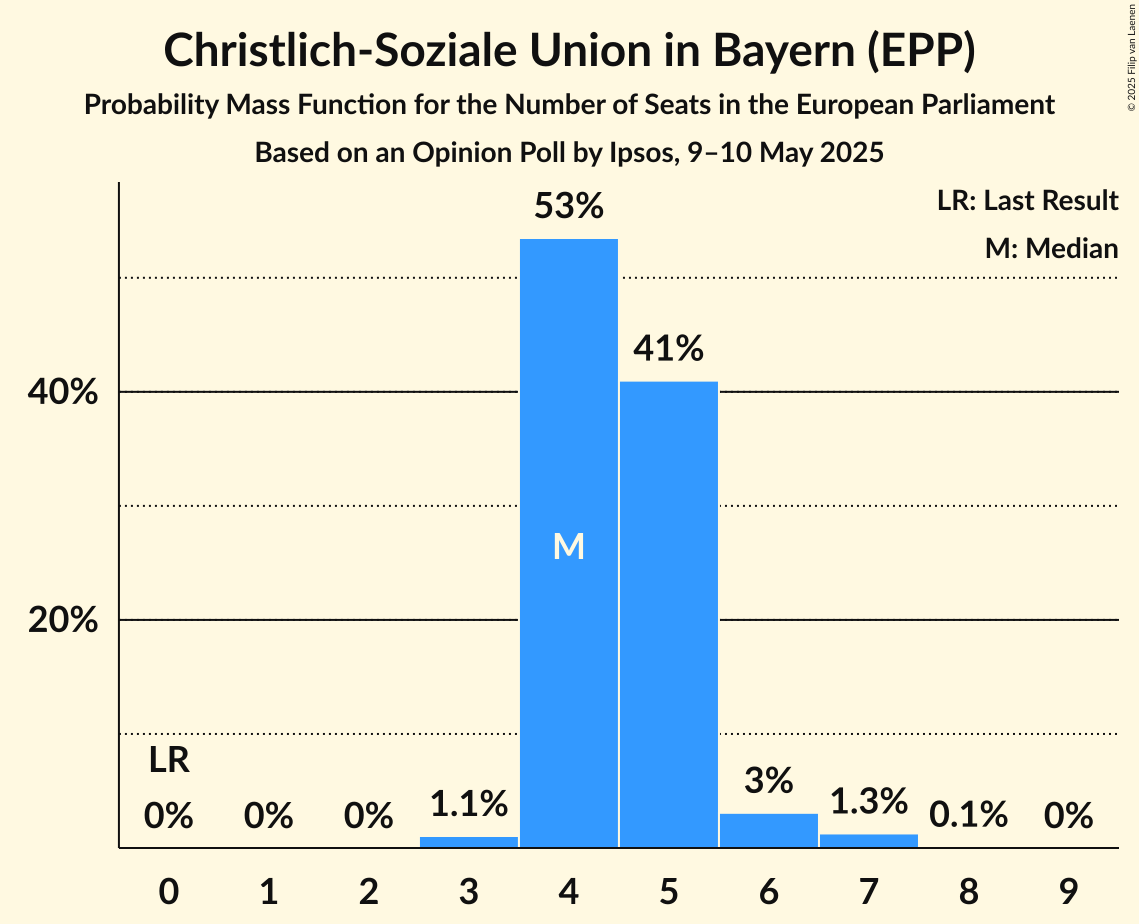 Christlich-Soziale Union in Bayern (EPP)
Probability Mass Function for the Number of Seats in the European Parliament
Based on an Opinion Poll by Ipsos, 9–10 May 2025
© 2025 Filip van Laenen
LR: Last Result
M: Median
53%
41%
40%
M
20%
LR
0%
0%
0%
1.1%
3%
1.3%
0.1%
0%
0 1 2 3 4 5 6 7 8 9